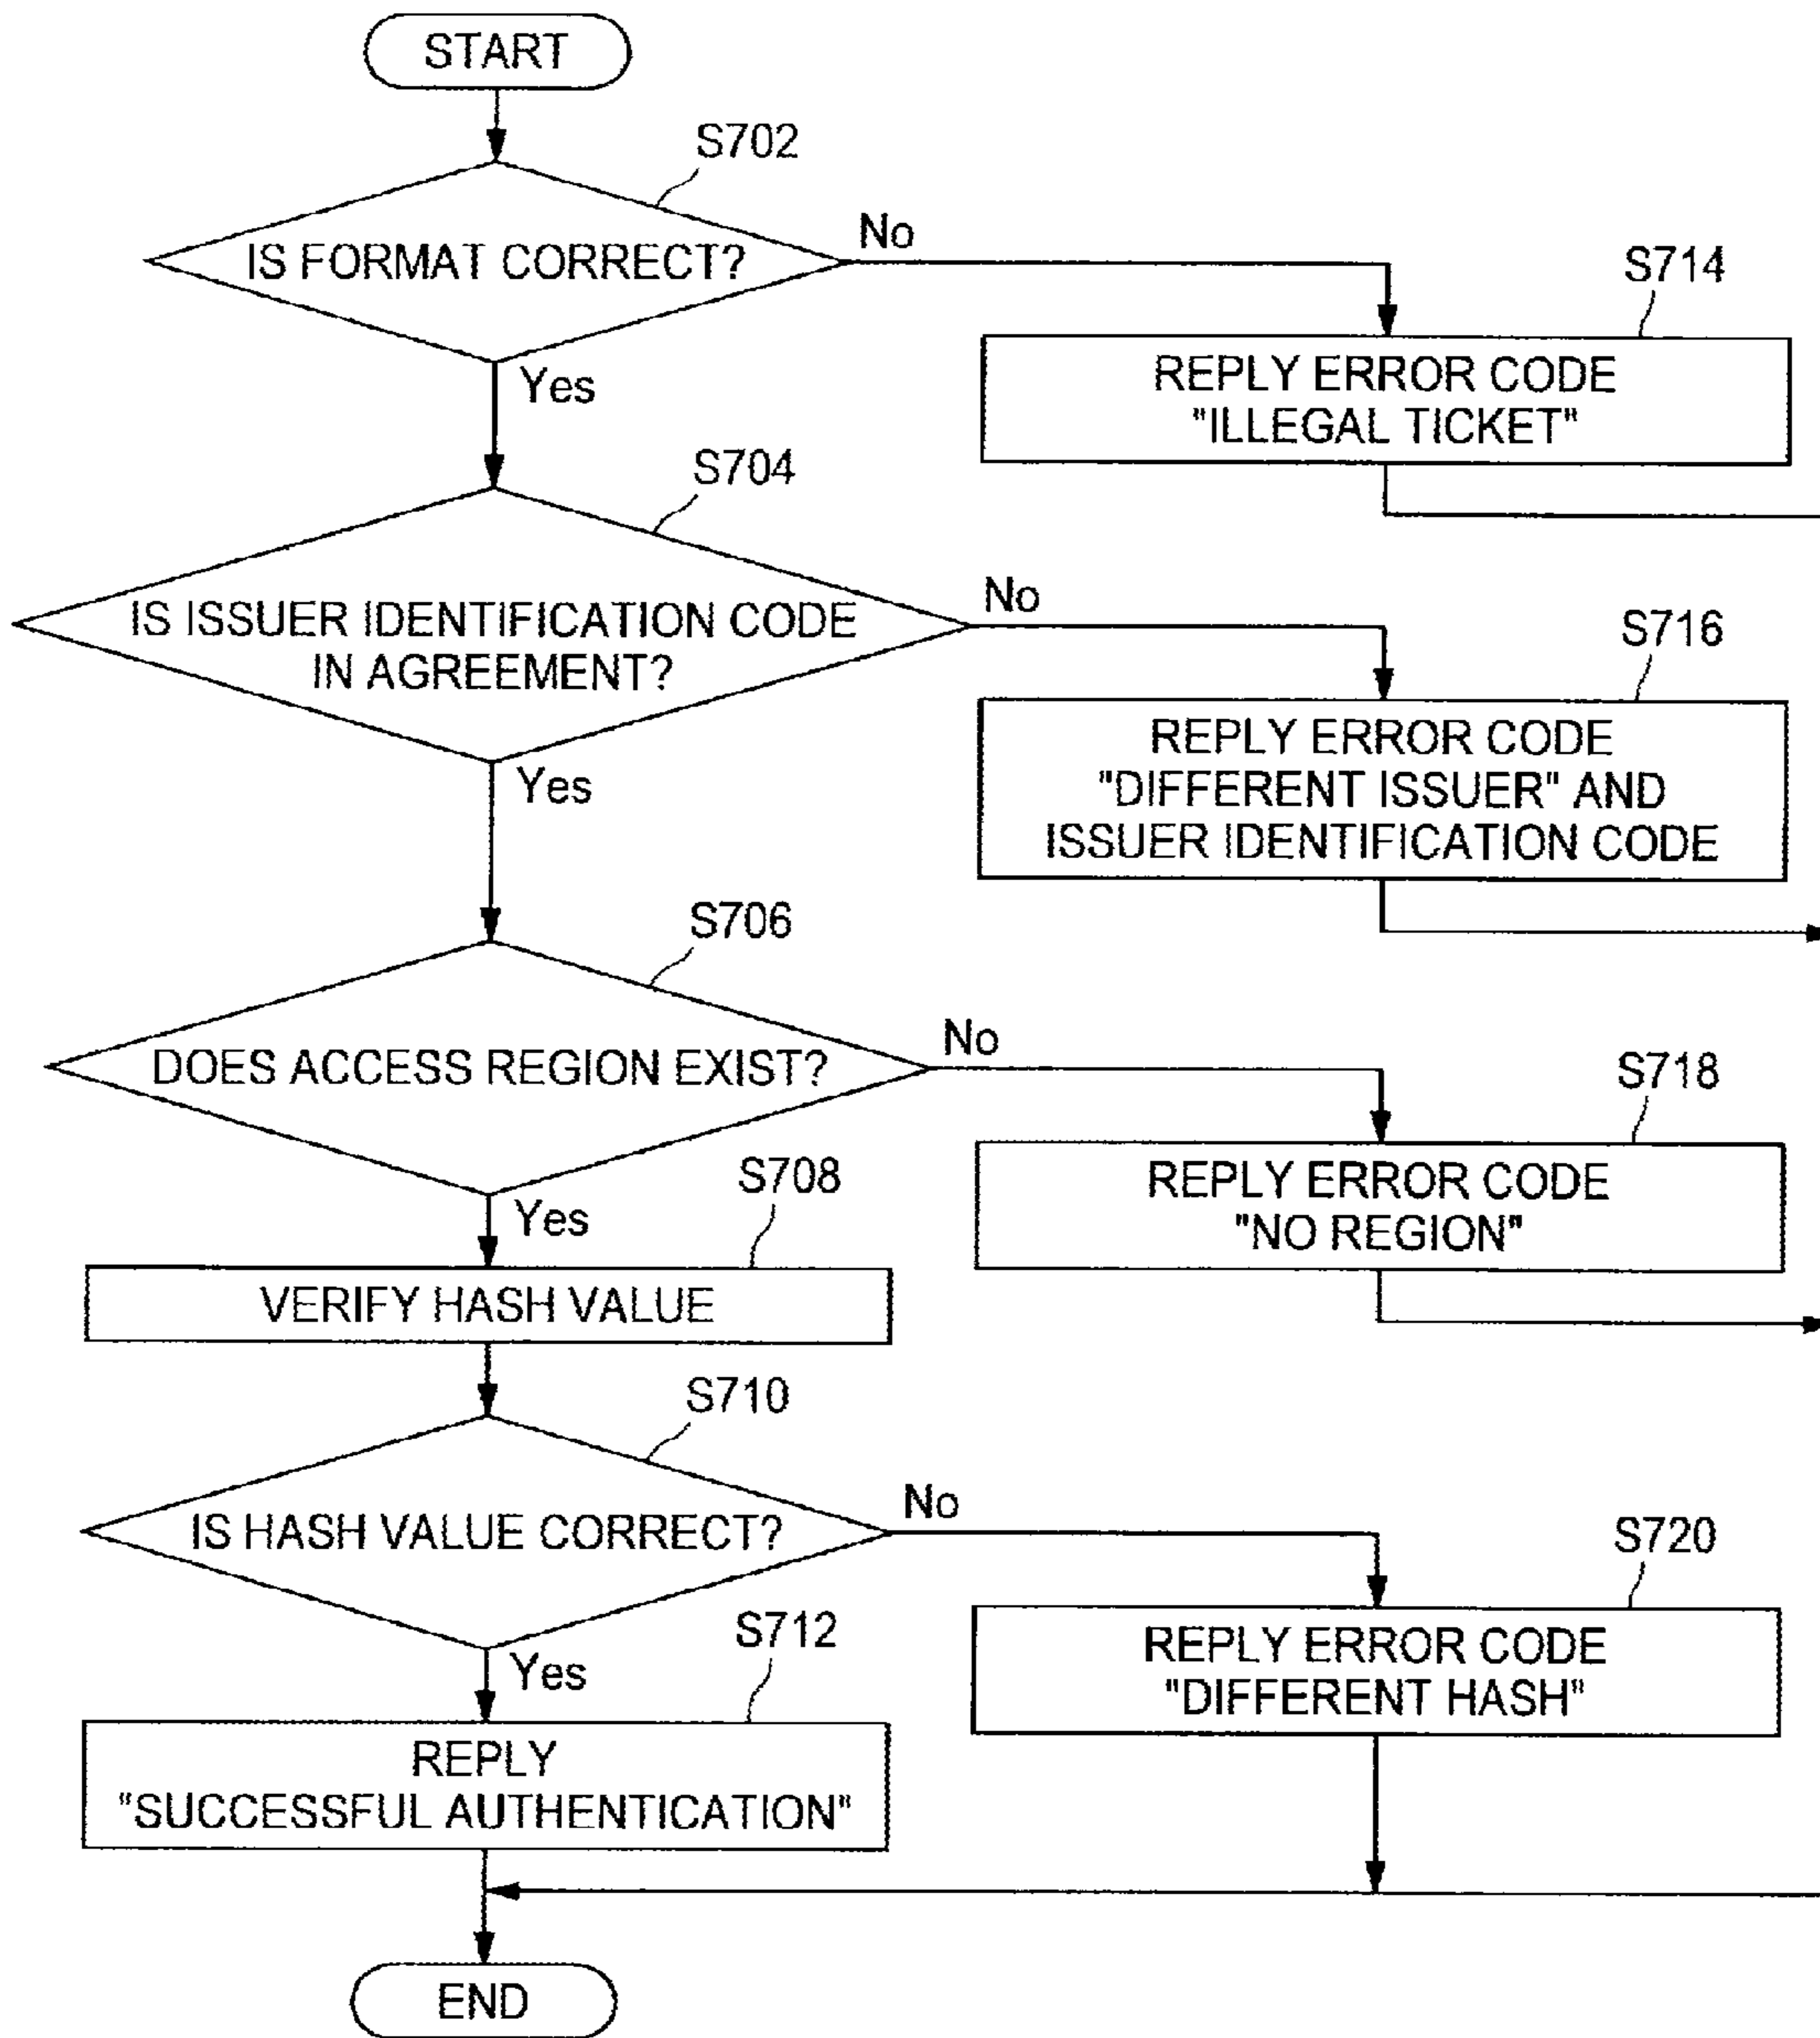 START
S702
IS FORMAT CORRECT?
No
S714
REPLY ERROR CODE
"ILLEGAL TICKET"
Yes
S704
IS ISSUER IDENTIFICATION CODE
IN AGREEMENT?
No
S716
REPLY ERROR CODE
"DIFFERENT ISSUER" AND
ISSUER IDENTIFICATION CODE
Yes
S706
DOES ACCESS REGION EXIST?
No
S718
REPLY ERROR CODE
"NO REGION"
Yes
S708
VERIFY HASH VALUE
S710
IS HASH VALUE CORRECT?
No
S720
REPLY ERROR CODE
"DIFFERENT HASH"
Yes
S712
REPLY
"SUCCESSFUL AUTHENTICATION"
END